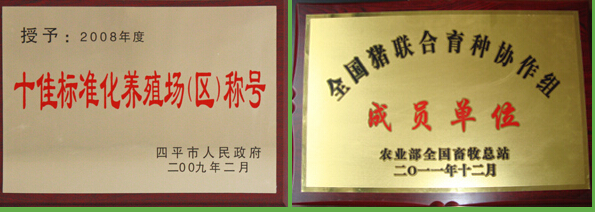 授予：2008年度
十佳标准化养殖场(区)称号
四平市人民政府
二00九年二月
全国猪联合育种协作组
成员单位
农业部全国畜牧总站
二〇一一年十二月